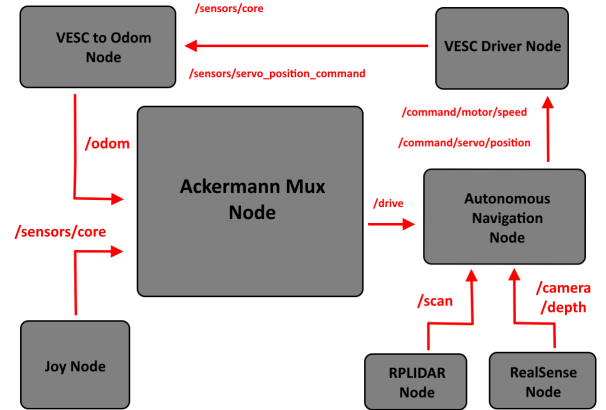 /sensors/core
VESC to Odom
Node
VESC Driver Node
/sensors/servo_position_command
/command/motor/speed
/odom
/command/servo/position
Ackermann Mux
Node
/drive
Autonomous
Navigation
Node
/sensors/core
/scan
/camera
/depth
Joy Node
RPLIDAR
Node
RealSense
Node